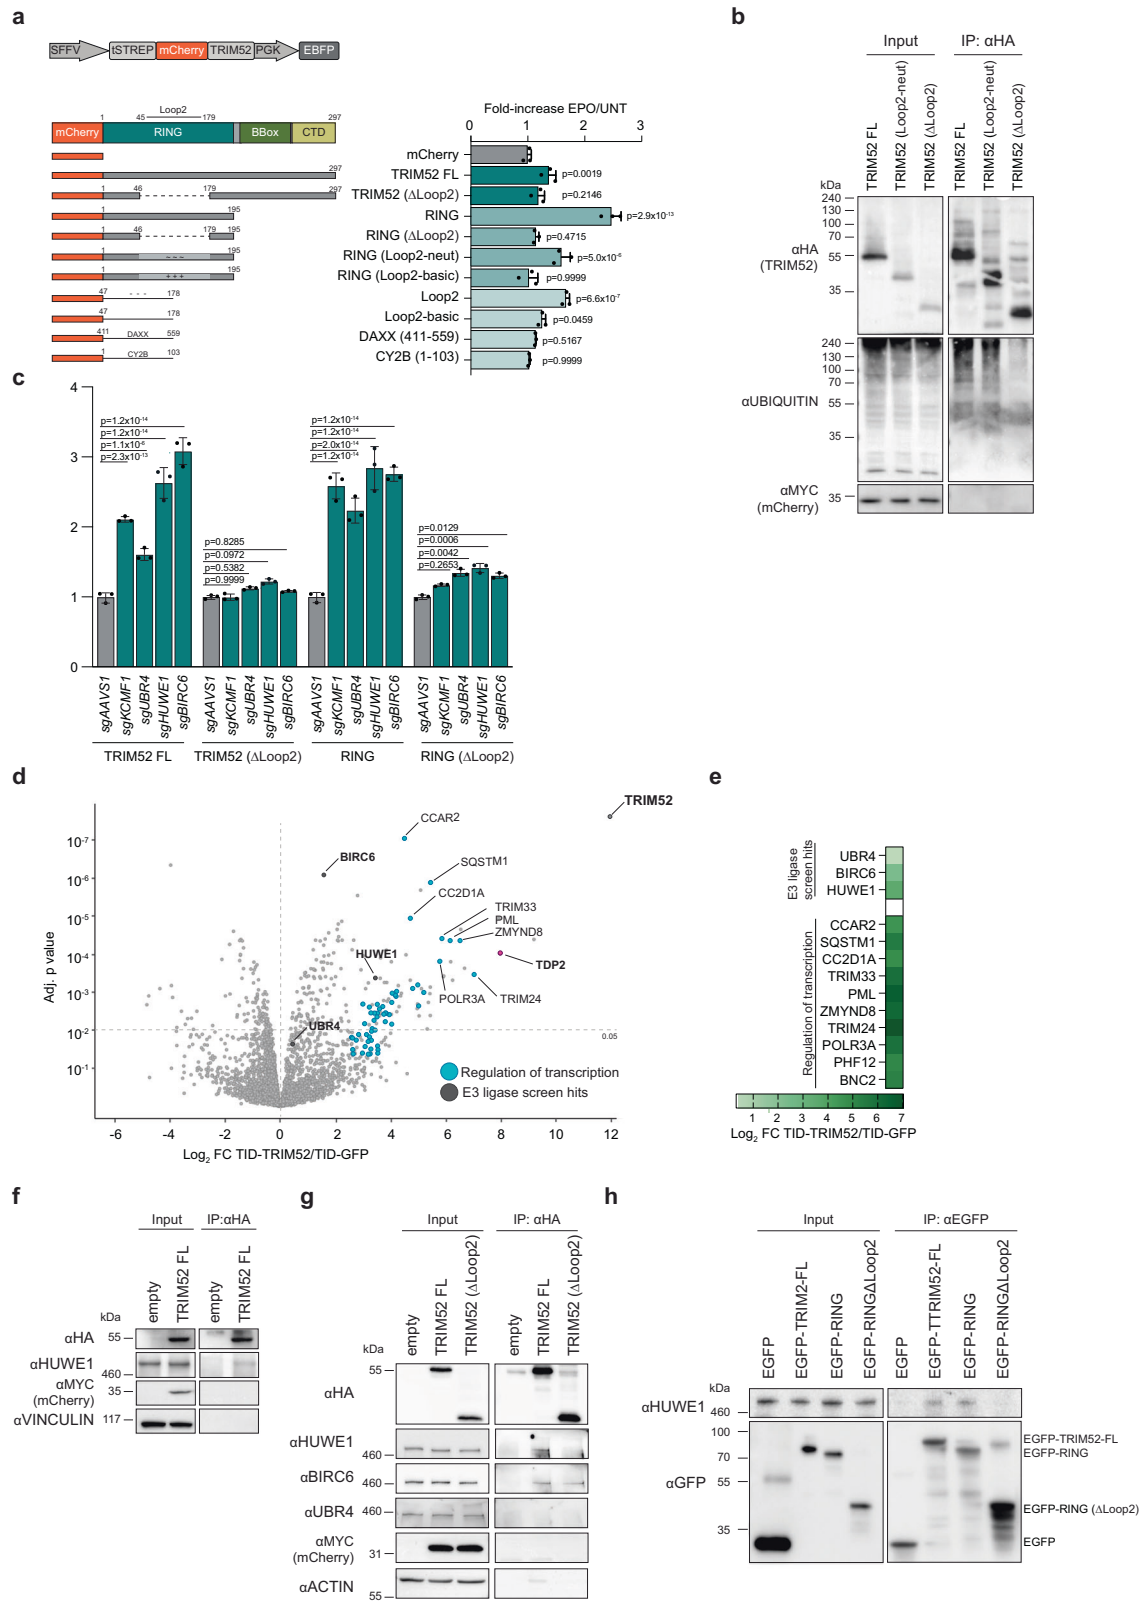 a
SFFV tSTREP mCherry TRIM52 PGK EBFP
Loop2
1 45 179 297
mCherry RING BBox CTD
1 297
1 46 179 297
1 195
1 46 179 195
1 195
~ ~ ~
1 195
+ + +
47 - - - 178
47 178
411 DAXX 559
1 CY2B 103
Fold-increase EPO/UNT
0 1 2 3
mCherry
TRIM52 FL p=0.0019
TRIM52 (ΔLoop2) p=0.2146
RING p=2.9x10-13
RING (ΔLoop2) p=0.4715
RING (Loop2-neut) p=5.0x10-6
RING (Loop2-basic) p=0.9999
Loop2 p=6.6x10-7
Loop2-basic p=0.0459
DAXX (411-559) p=0.5167
CY2B (1-103) p=0.9999
b
Input IP: αHA
TRIM52 FL
TRIM52 (Loop2-neut)
TRIM52 (ΔLoop2)
TRIM52 FL
TRIM52 (Loop2-neut)
TRIM52 (ΔLoop2)
kDa
240
130
100
70
55
35
αHA
(TRIM52)
240
130
100
70
55
35
αUBIQUITIN
35
αMYC
(mCherry)
c
4
3
2
1
0
p=1.2x10-14
p=1.2x10-14
p=1.1x10-6
p=2.3x10-13
p=0.8285
p=0.0972
p=0.5382
p=0.9999
p=1.2x10-14
p=1.2x10-14
p=2.0x10-14
p=1.2x10-14
p=0.0129
p=0.0006
p=0.0042
p=0.2653
sgAAVS1
sgKCMF1
sgUBR4
sgHUWE1
sgBIRC6
sgAAVS1
sgKCMF1
sgUBR4
sgHUWE1
sgBIRC6
sgAAVS1
sgKCMF1
sgUBR4
sgHUWE1
sgBIRC6
sgAAVS1
sgKCMF1
sgUBR4
sgHUWE1
sgBIRC6
TRIM52 FL TRIM52 (ΔLoop2) RING RING (ΔLoop2)
d
Adj. p value
10-7
10-6
10-5
10-4
10-3
10-2
10-1
TRIM52
CCAR2
BIRC6
SQSTM1
CC2D1A
TRIM33
PML
ZMYND8
HUWE1
TDP2
POLR3A
TRIM24
UBR4
0.05
Regulation of transcription
E3 ligase screen hits
-6 -4 -2 0 2 4 6 8 10 12
Log2 FC TID-TRIM52/TID-GFP
e
E3 ligase
screen hits
UBR4
BIRC6
HUWE1
Regulation of transcription
CCAR2
SQSTM1
CC2D1A
TRIM33
PML
ZMYND8
TRIM24
POLR3A
PHF12
BNC2
1 2 3 4 5 6 7
Log2 FC TID-TRIM52/TID-GFP
f
Input IP:αHA
empty
TRIM52 FL
empty
TRIM52 FL
kDa
αHA 55
αHUWE1
460
αMYC 35
(mCherry)
αVINCULIN 117
g
Input IP: αHA
empty
TRIM52 FL
TRIM52 (ΔLoop2)
empty
TRIM52 FL
TRIM52 (ΔLoop2)
kDa
55
αHA
αHUWE1
460
αBIRC6 460
αUBR4 460
αMYC
(mCherry) 31
αACTIN
55
h
Input IP: αEGFP
EGFP
EGFP-TRIM2-FL
EGFP-RING
EGFP-RINGΔLoop2
EGFP
EGFP-TTRIM52-FL
EGFP-RING
EGFP-RINGΔLoop2
kDa
αHUWE1
460
100
70
55
35
αGFP
EGFP-TRIM52-FL
EGFP-RING
EGFP-RING (ΔLoop2)
EGFP